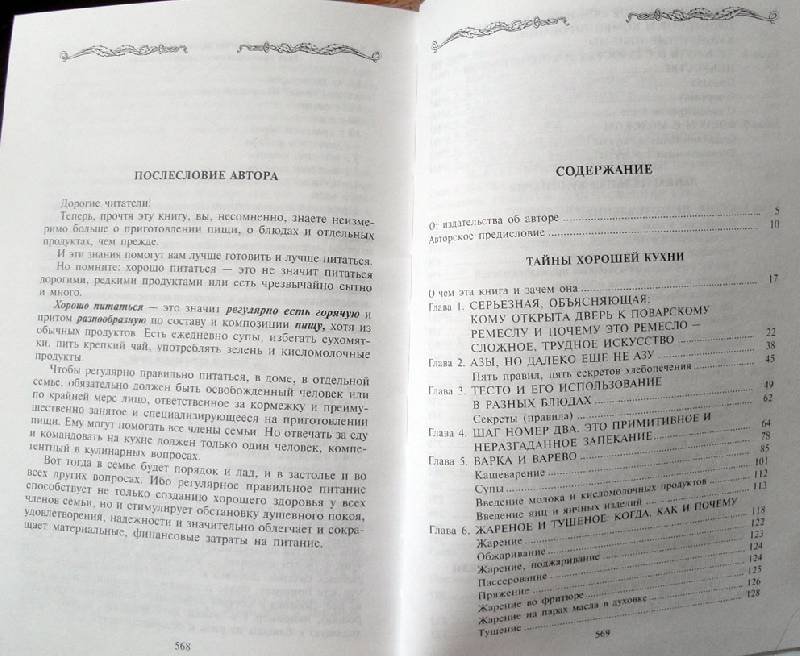 ПОСЛЕСЛОВИЕ АВТОРА
Дорогие читатели!
Теперь, прочтя эту книгу, вы, несомненно, знаете неизме-
римо больше о приготовлении пищи, о блюдах и отдельных
продуктах, чем прежде.
И эти знания помогут вам лучше готовить и лучше питаться.
Но помните: хорошо питаться — это не значит питаться
дорогими, редкими продуктами или есть чрезвычайно сытно
и много.
Хорошо питаться — это значит регулярно есть горячую и
притом разнообразную по составу и композиции пищу, хотя из
обычных продуктов. Есть ежедневно супы, избегать сухомят-
ки, пить крепкий чай, употреблять зелень и кисломолочные
продукты.
Чтобы регулярно правильно питаться, в доме, в отдельной
семье, обязательно должен быть освобожденный человек или
по крайней мере лицо, ответственное за кормежку и преиму-
щественно занятое и специализирующееся на приготовлении
пищи. Ему могут помогать все члены семьи. Но отвечать за еду
и командовать на кухне должен только один человек, компе-
тентный в кулинарных вопросах.
Вот тогда в семье будет порядок и лад, и в застолье и во
всех других вопросах. Ибо регулярное правильное питание
способствует не только созданию хорошего здоровья у всех
членов семьи, но и стимулирует обстановку душевного покоя,
удовлетворения, надежности и значительно облегчает и сокра-
щает материальные, финансовые затраты на питание.
568
СОДЕРЖАНИЕ
От издательства об авторе 5
Авторское предисловие 10
ТАЙНЫ ХОРОШЕЙ КУХНИ
О чем эта книга и зачем она 17
Глава 1. СЕРЬЕЗНАЯ, ОБЪЯСНЯЮЩАЯ:
КОМУ ОТКРЫТА ДВЕРЬ К ПОВАРСКОМУ
РЕМЕСЛУ И ПОЧЕМУ ЭТО РЕМЕСЛО —
СЛОЖНОЕ, ТРУДНОЕ ИСКУССТВО 22
Глава 2. АЗЫ, НО ДАЛЕКО ЕЩЕ НЕ АЗУ 38
Пять правил, пять секретов хлебопечения 45
Глава 3. ТЕСТО И ЕГО ИСПОЛЬЗОВАНИЕ
В РАЗНЫХ БЛЮДАХ 49
Секреты (правила) 62
Глава 4. ШАГ НОМЕР ДВА. ЭТО ПРИМИТИВНОЕ И
НЕРАЗГАДАННОЕ ЗАПЕКАНИЕ 64
Глава 5. ВАРКА И ВАРЕВО 78
Кашеварение 85
Супы 101
Введение молока и кисломолочных продуктов 112
Введение яиц и яичных изделий 113
Глава 6. ЖАРЕНОЕ И ТУШЕНОЕ: КОГДА, КАК И ПОЧЕМУ 118
Жарение 122
Обжаривание 123
Жарение, поджаривание 124
Пассерование 124
Пряжение 125
Жарение во фритюре 126
Жарение на парах масла в духовке 128
Тушение
569